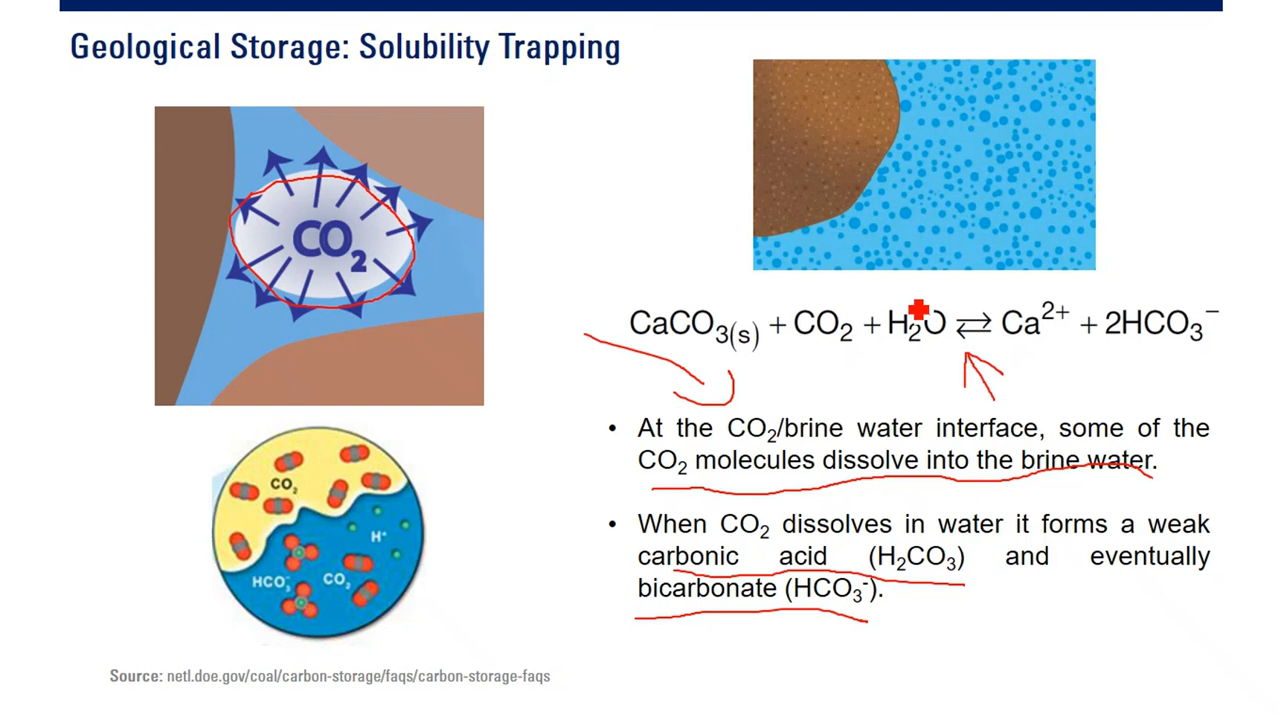 Geological Storage: Solubility Trapping
CO₂
CaCO₃(s) + CO₂ + H₂O ⇄ Ca²⁺ + 2HCO₃⁻
• At the CO₂/brine water interface, some of the
CO₂ molecules dissolve into the brine water.
• When CO₂ dissolves in water it forms a weak
carbonic acid (H₂CO₃) and eventually
bicarbonate (HCO₃⁻).
CO₂
H⁺
HCO₃⁻ CO₂
Source: netl.doe.gov/coal/carbon-storage/faqs/carbon-storage-faqs